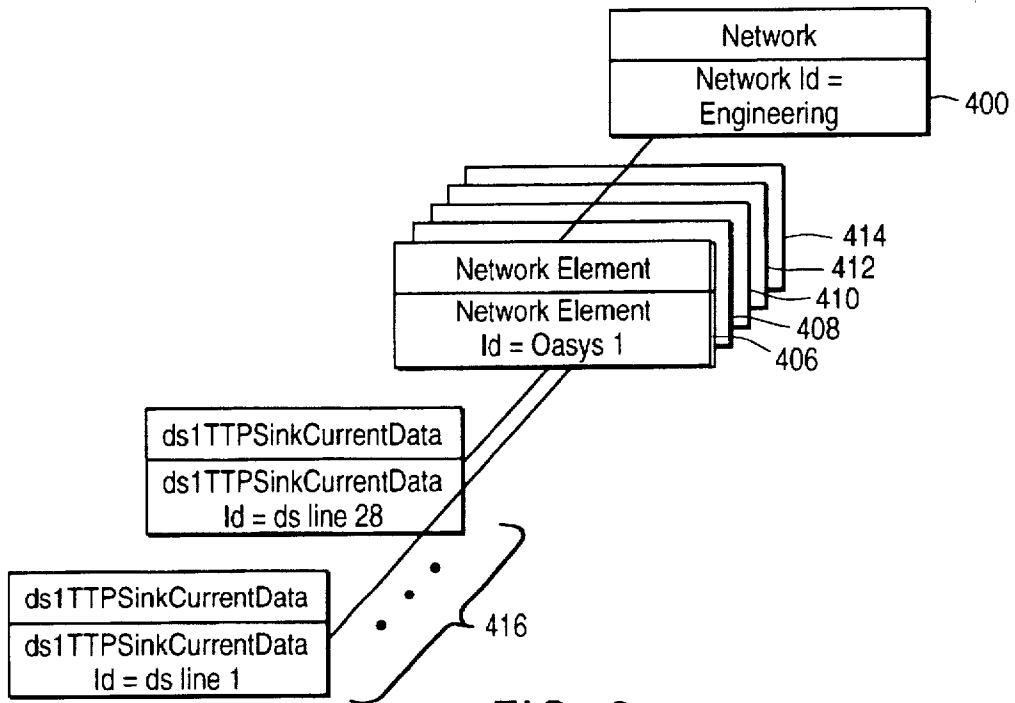 Network
Network Id =
Engineering
400
414
412
410
408
406
Network Element
Network Element
Id = Oasys 1
ds1TTPSinkCurrentData
ds1TTPSinkCurrentData
Id = ds line 28
ds1TTPSinkCurrentData
ds1TTPSinkCurrentData
Id = ds line 1
416